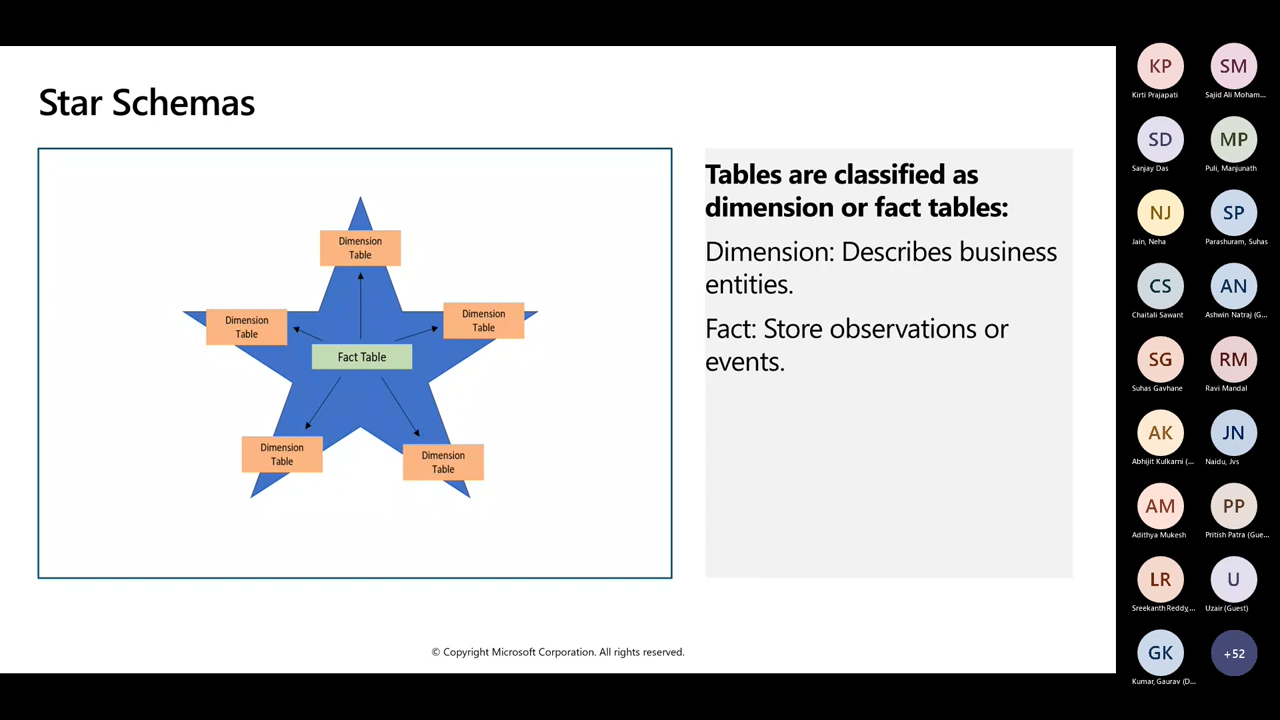 Star Schemas
Dimension
Table
Dimension
Table
Dimension
Table
Fact Table
Dimension
Table
Dimension
Table
Tables are classified as
dimension or fact tables:
Dimension: Describes business
entities.
Fact: Store observations or
events.
© Copyright Microsoft Corporation. All rights reserved.
KP
SM
Kirti Prajapati
Sajid Ali Moham...
SD
MP
Sanjay Das
Puli, Manjunath
NJ
SP
Jain, Neha
Parashuram, Suhas
CS
AN
Chaitali Sawant
Ashwin Natraj (G...
SG
RM
Suhas Gavhane
Ravi Mandal
AK
JN
Abhijit Kulkarni (...
Naidu, Jvs
AM
PP
Adithya Mukesh
Pritish Patra (Gue...
LR
U
Sreekanth Reddy,...
Uzair (Guest)
GK
+52
Kumar, Gaurav (D...